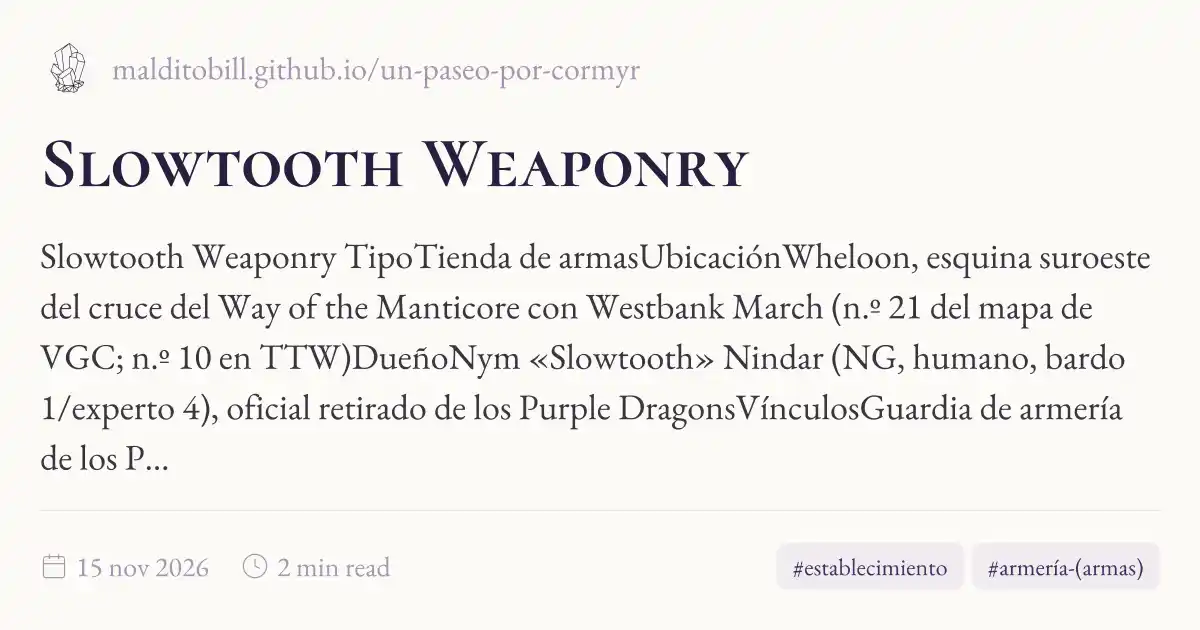 malditobill.github.io/un-paseo-por-cormyr
Slowtooth Weaponry
Slowtooth Weaponry TipoTienda de armasUbicaciónWheloon, esquina suroeste
del cruce del Way of the Manticore con Westbank March (n.º 21 del mapa de
VGC; n.º 10 en TTW)DueñoNym «Slowtooth» Nindar (NG, humano, bardo
1/experto 4), oficial retirado de los Purple DragonsVínculosGuardia de armería
de los P...
15 nov 2026 2 min read #establecimiento #armería-(armas)